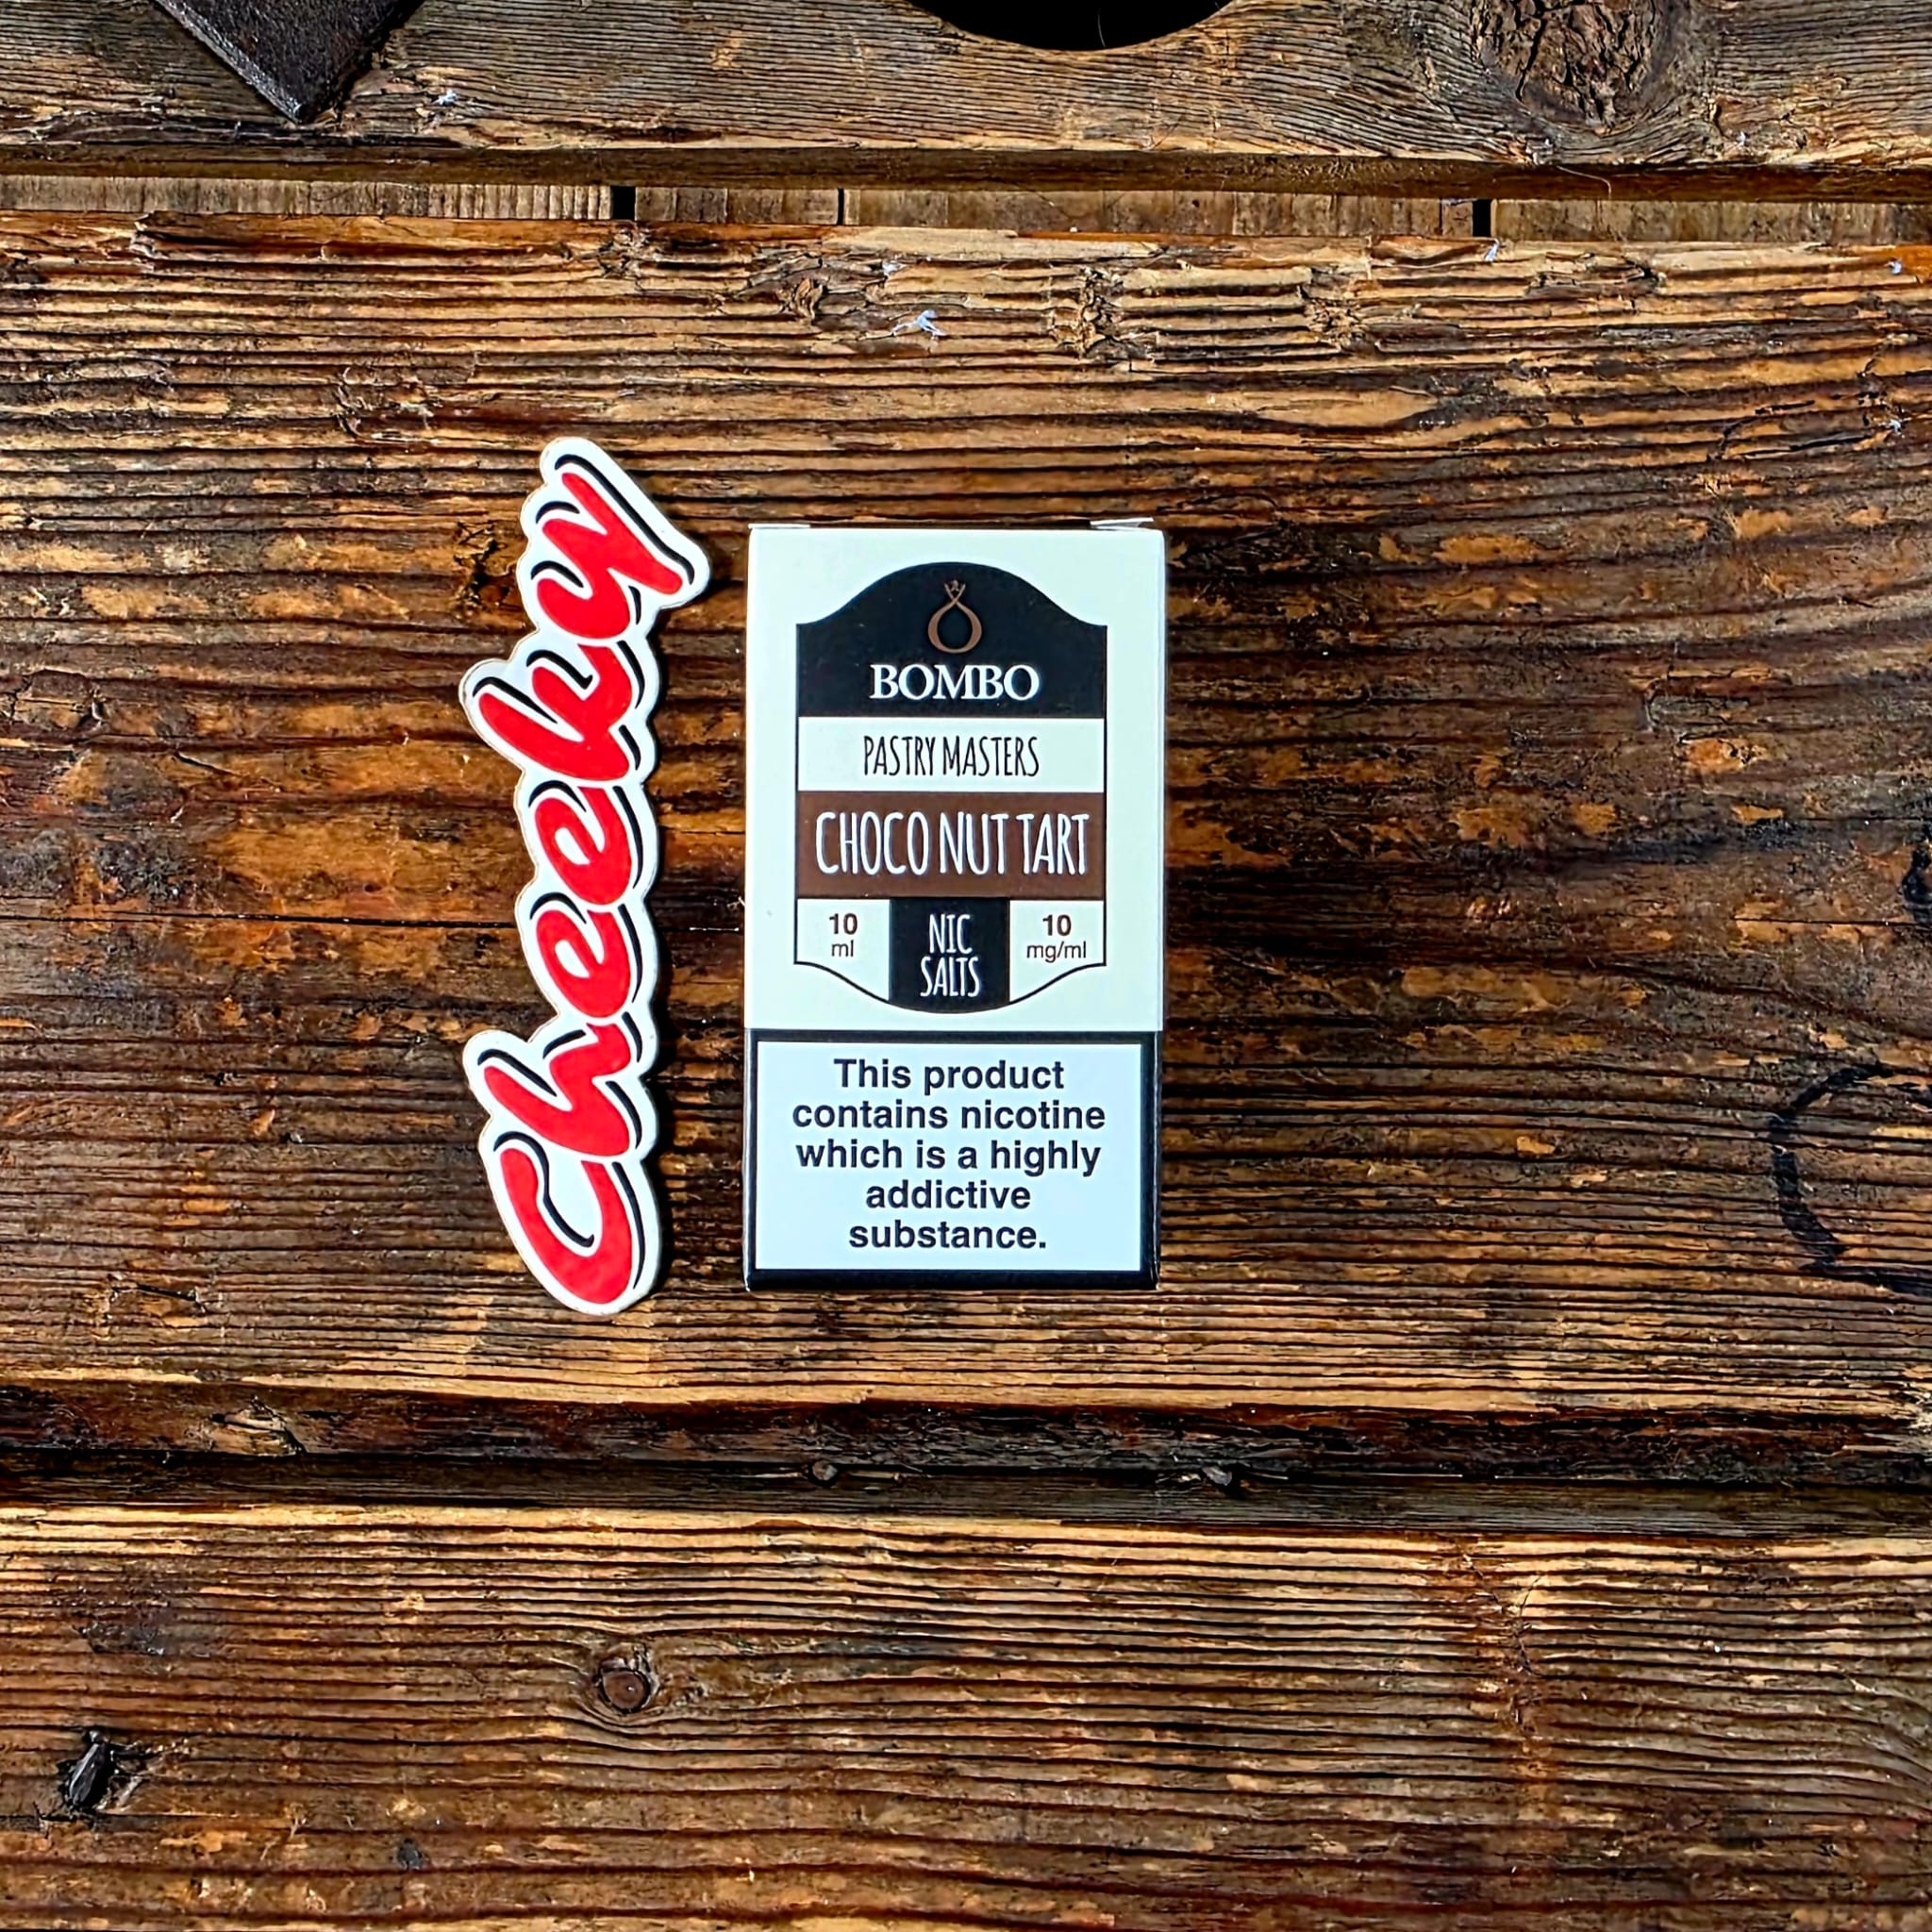 Cheeky
BOMBO
PASTRY MASTERS
CHOCO NUT TART
10
ml
NIC
SALTS
10
mg/ml
This product
contains nicotine
which is a highly
addictive
substance.